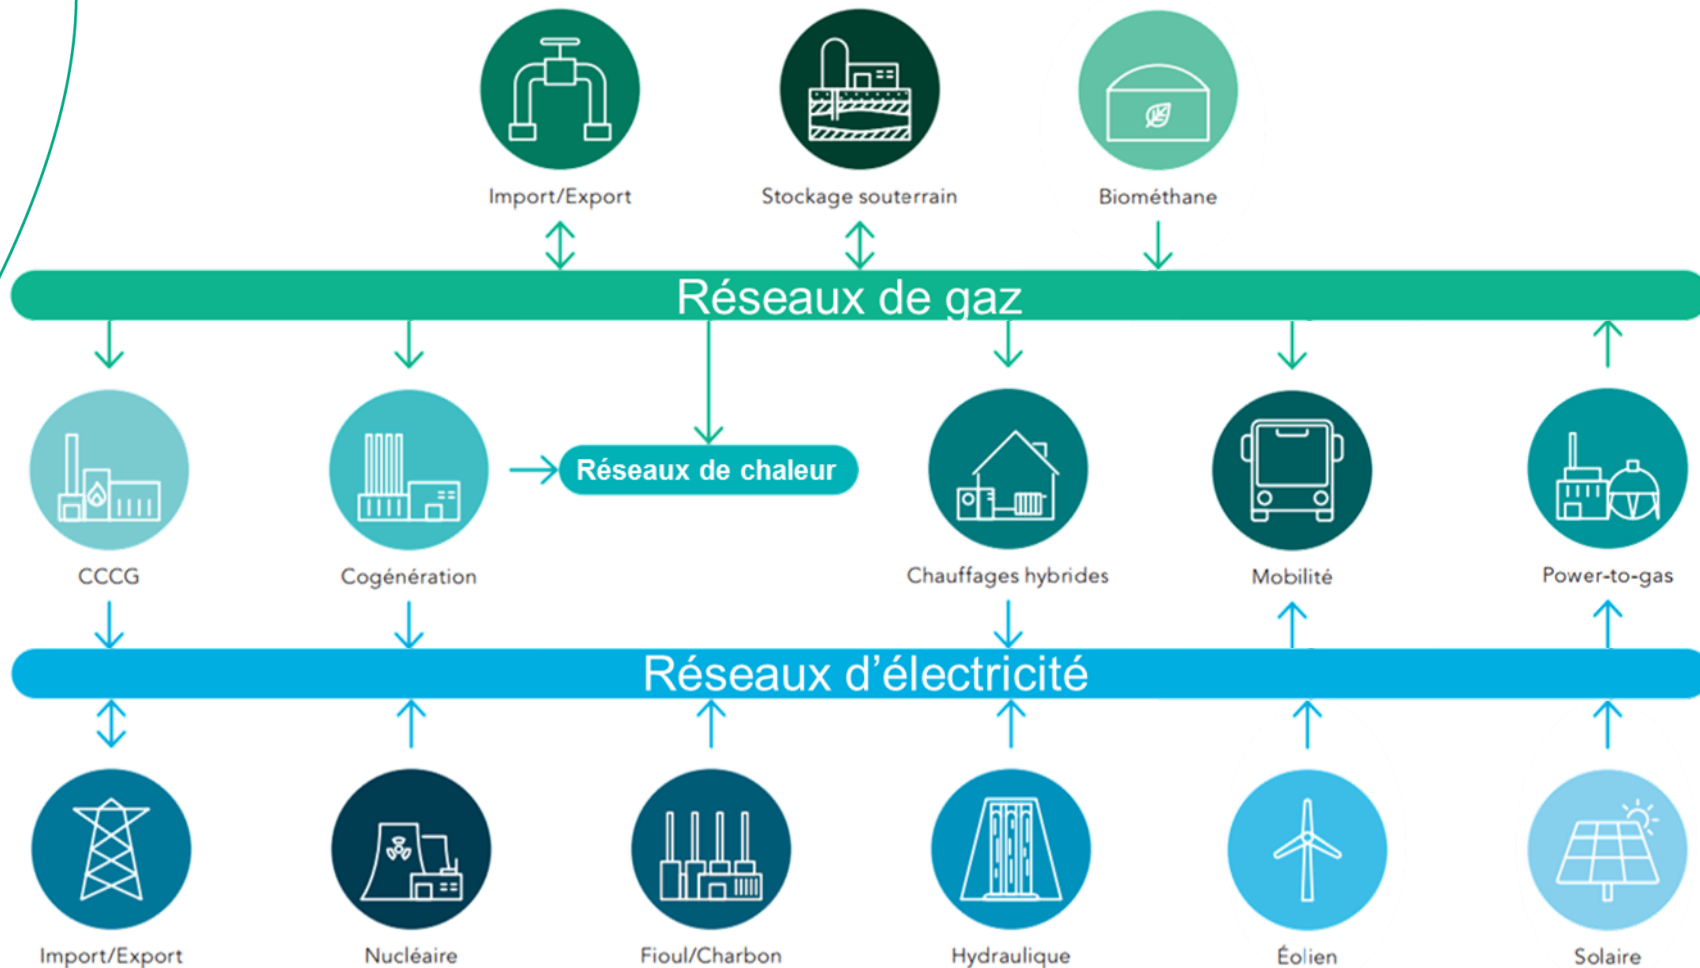 Import/Export
Stockage souterrain
Biométhane
Réseaux de gaz
Réseaux de chaleur
CCCG
Cogénération
Chauffages hybrides
Mobilité
Power-to-gas
Réseaux d’électricité
Import/Export
Nucléaire
Fioul/Charbon
Hydraulique
Éolien
Solaire